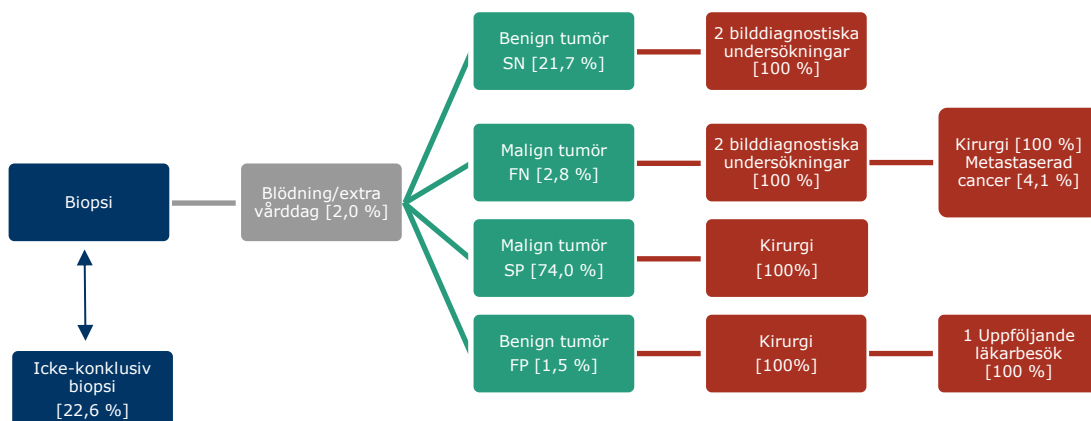 Biopsi
Icke-konklusiv
biopsi
[22,6 %]
Blödning/extra
vårddag [2,0 %]
Benign tumör
SN [21,7 %]
2 bilddiagnostiska
undersökningar
[100 %]
Malign tumör
FN [2,8 %]
2 bilddiagnostiska
undersökningar
[100 %]
Kirurgi [100 %]
Metastaserad
cancer [4,1 %]
Malign tumör
SP [74,0 %]
Kirurgi
[100%]
Benign tumör
FP [1,5 %]
Kirurgi
[100%]
1 Uppföljande
läkarbesök
[100 %]